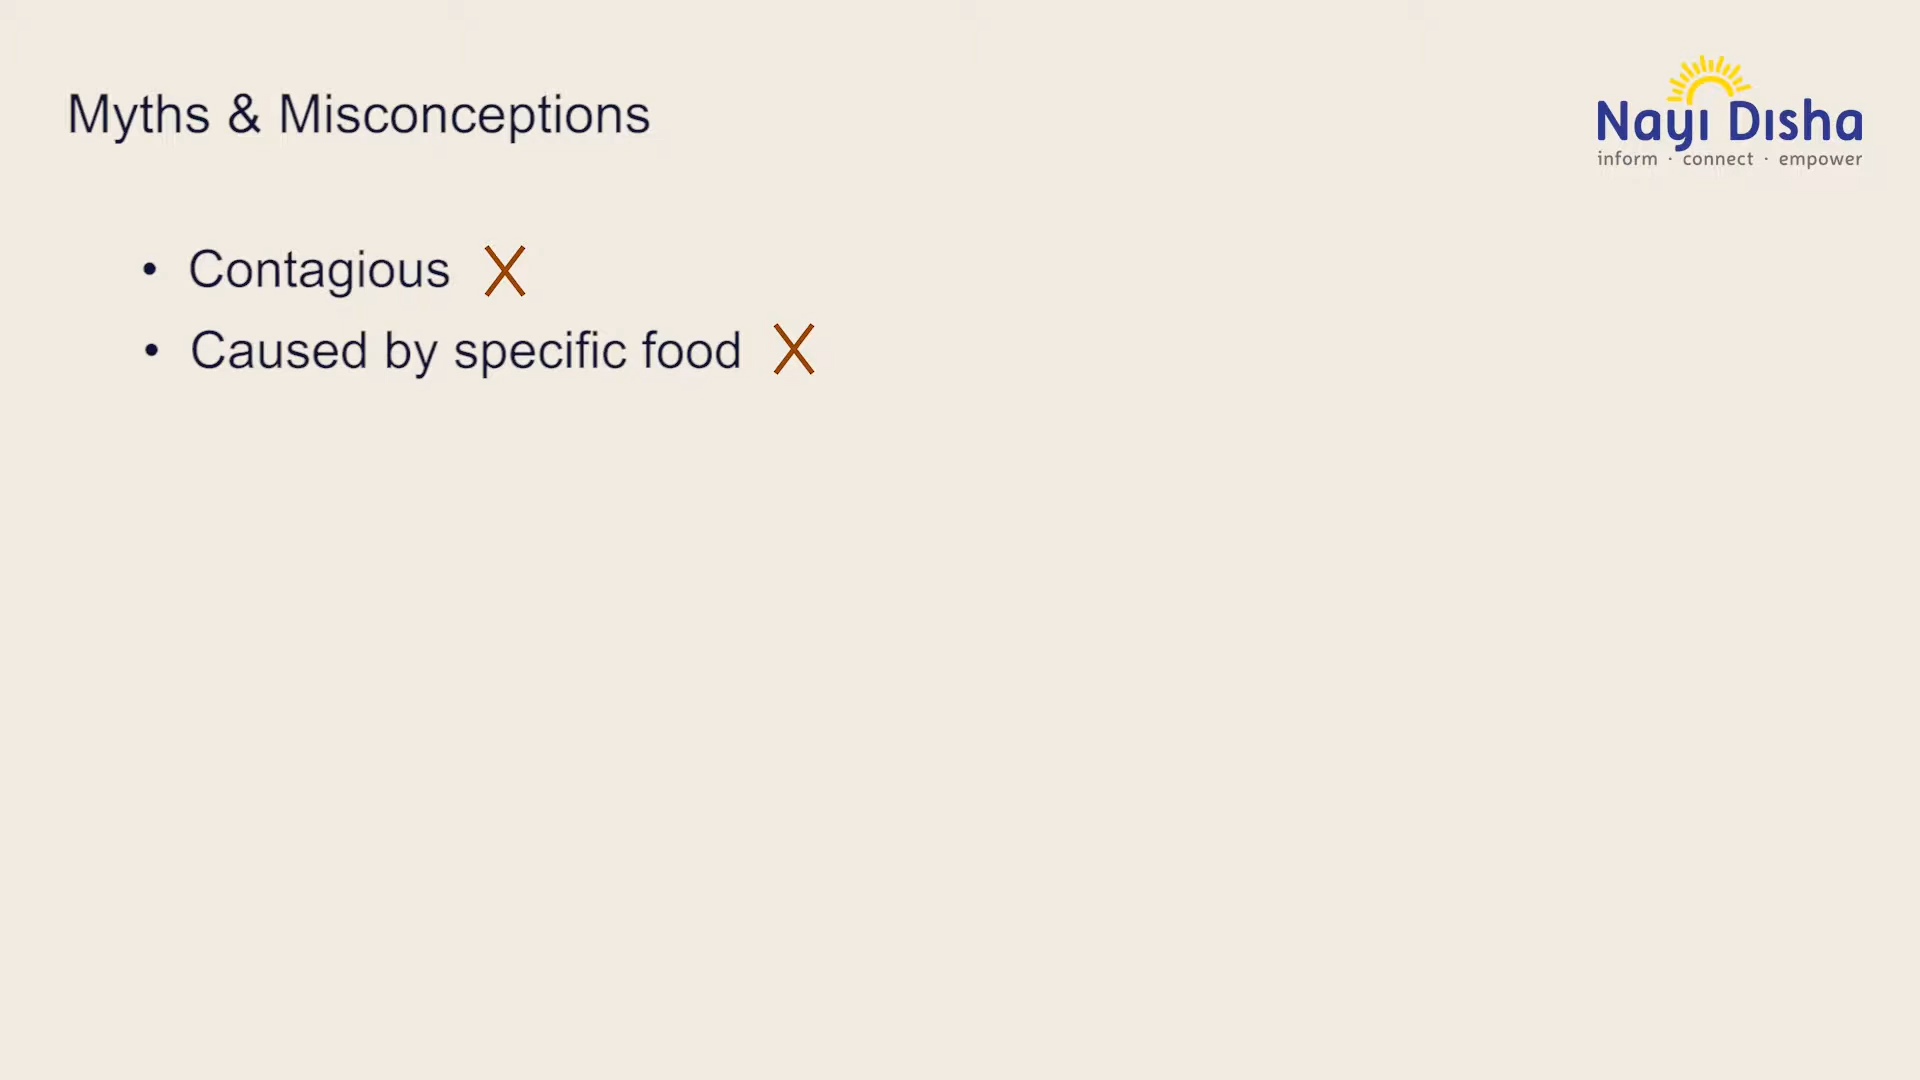 Myths & Misconceptions
Nayi Disha
inform · connect · empower
• Contagious X
• Caused by specific food X